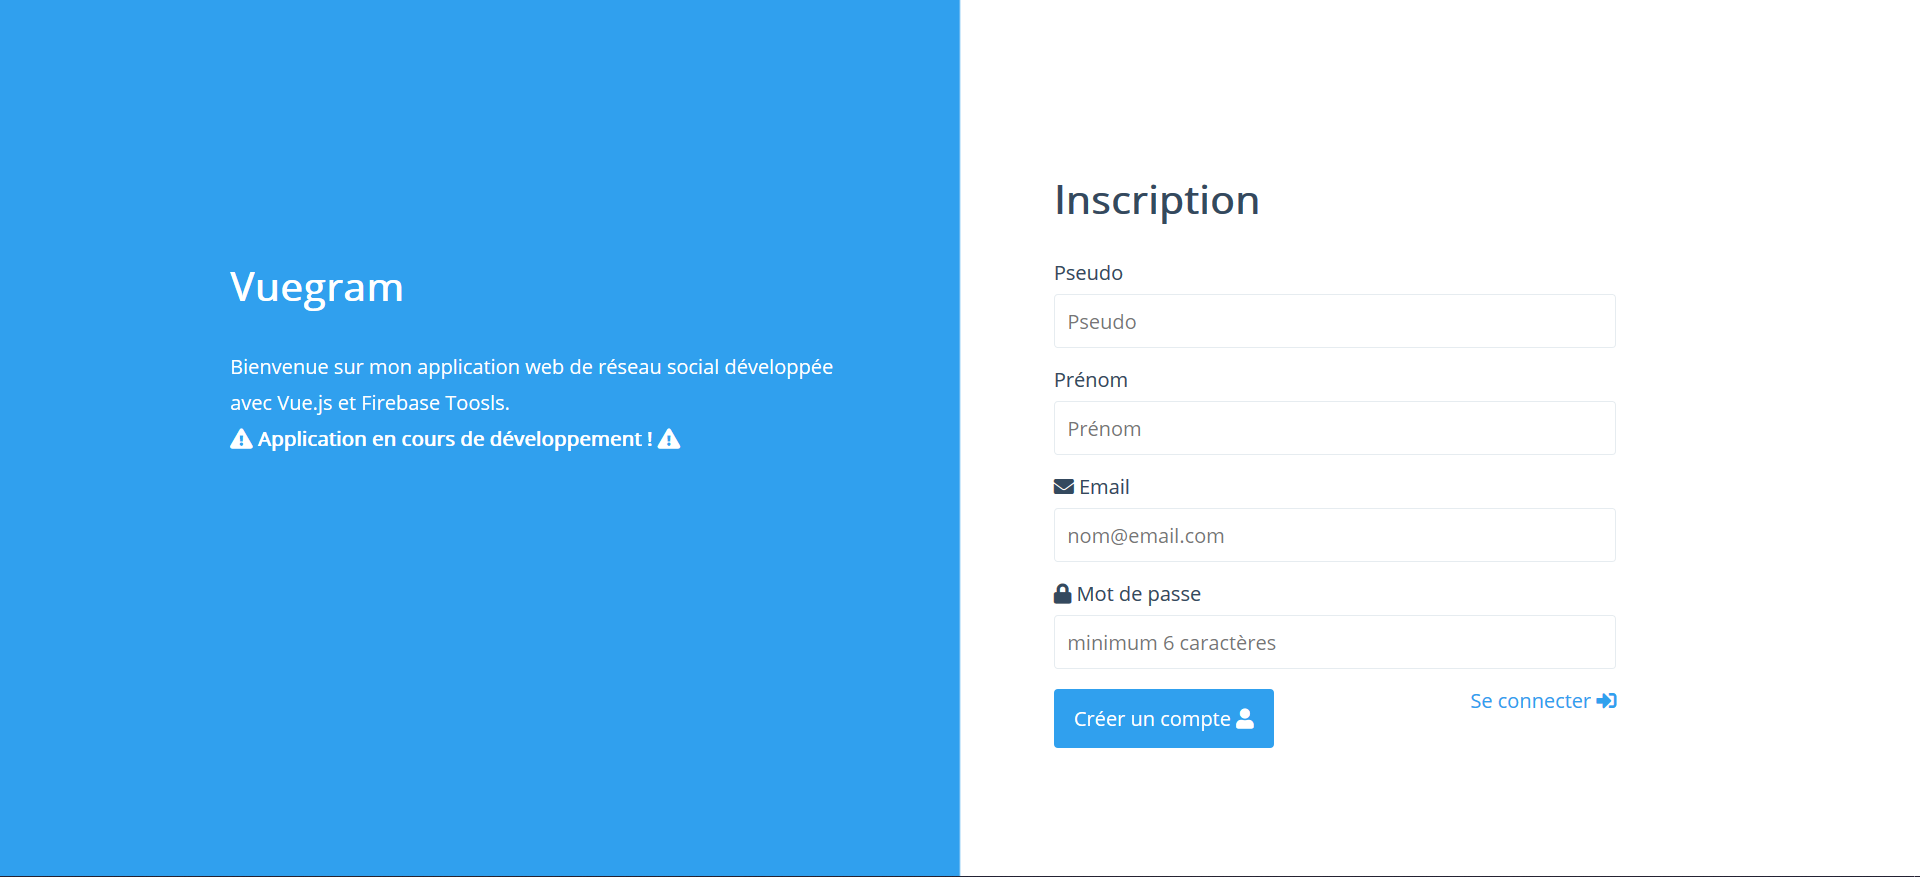 Vuegram
Bienvenue sur mon application web de réseau social développée
avec Vue.js et Firebase Toosls.
Application en cours de développement !
Inscription
Pseudo
Pseudo
Prénom
Prénom
Email
nom@email.com
Mot de passe
minimum 6 caractères
Créer un compte
Se connecter